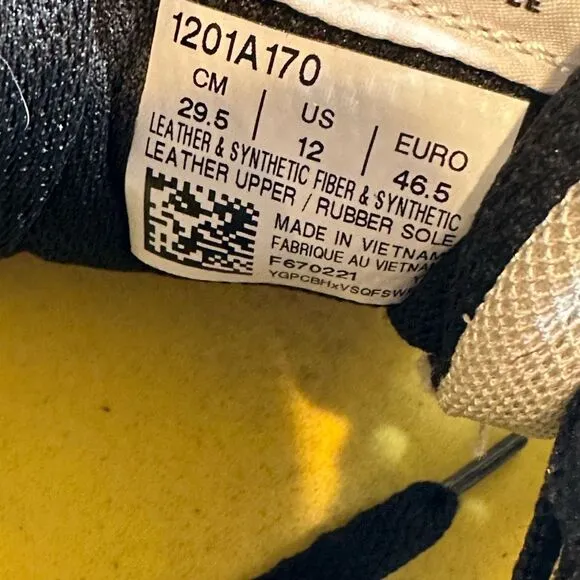 1201A170
CM US EURO
29.5 12 46.5
LEATHER & SYNTHETIC FIBER & SYNTHETIC
LEATHER UPPER / RUBBER SOLE
MADE IN VIETNAM
FABRIQUE AU VIETNAM
F670221